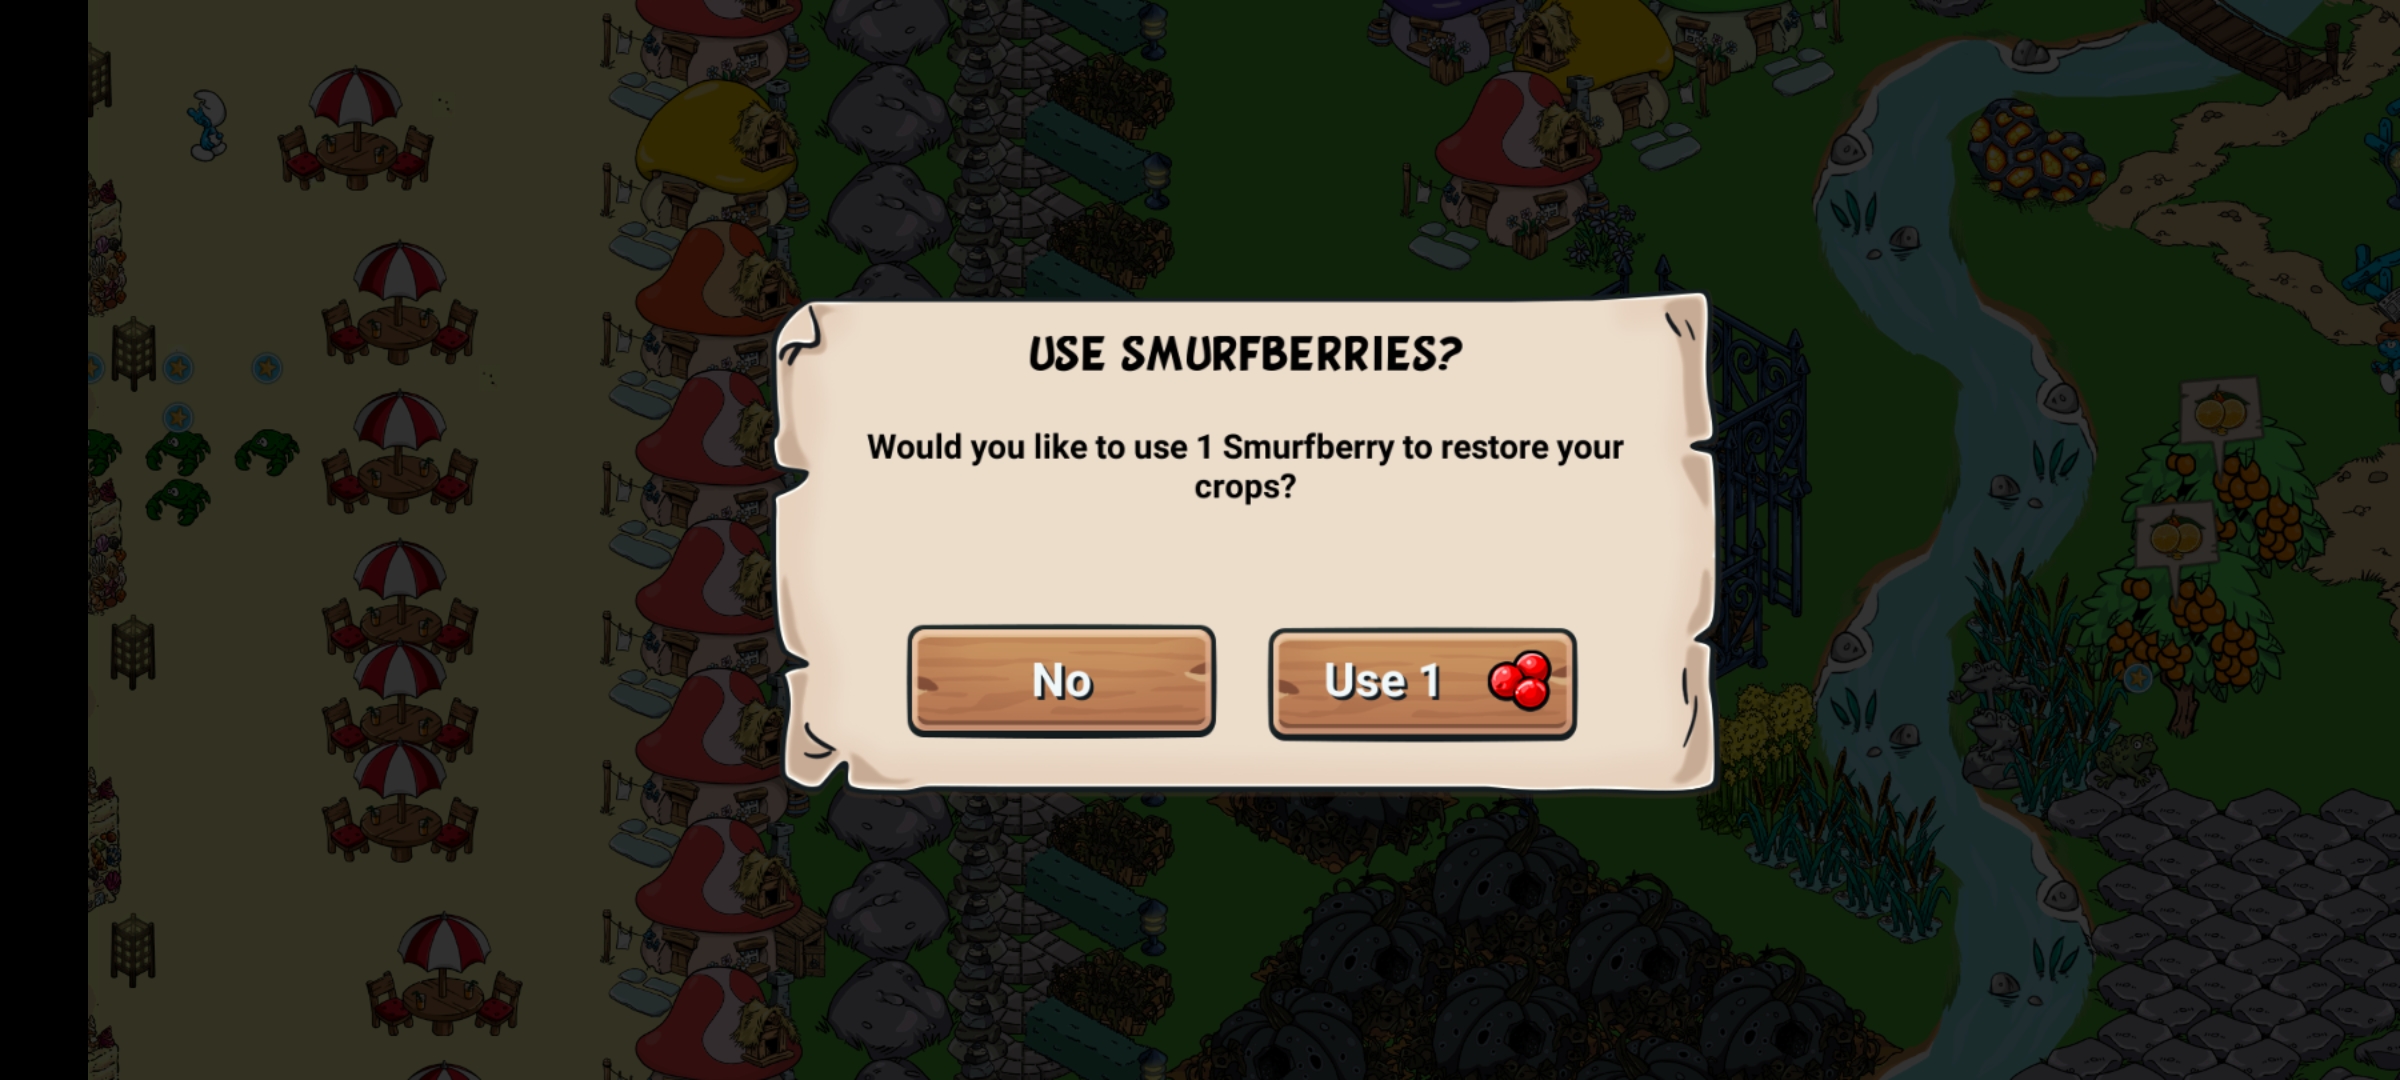 USE SMURFBERRIES?
Would you like to use 1 Smurfberry to restore your
crops?
No
Use 1